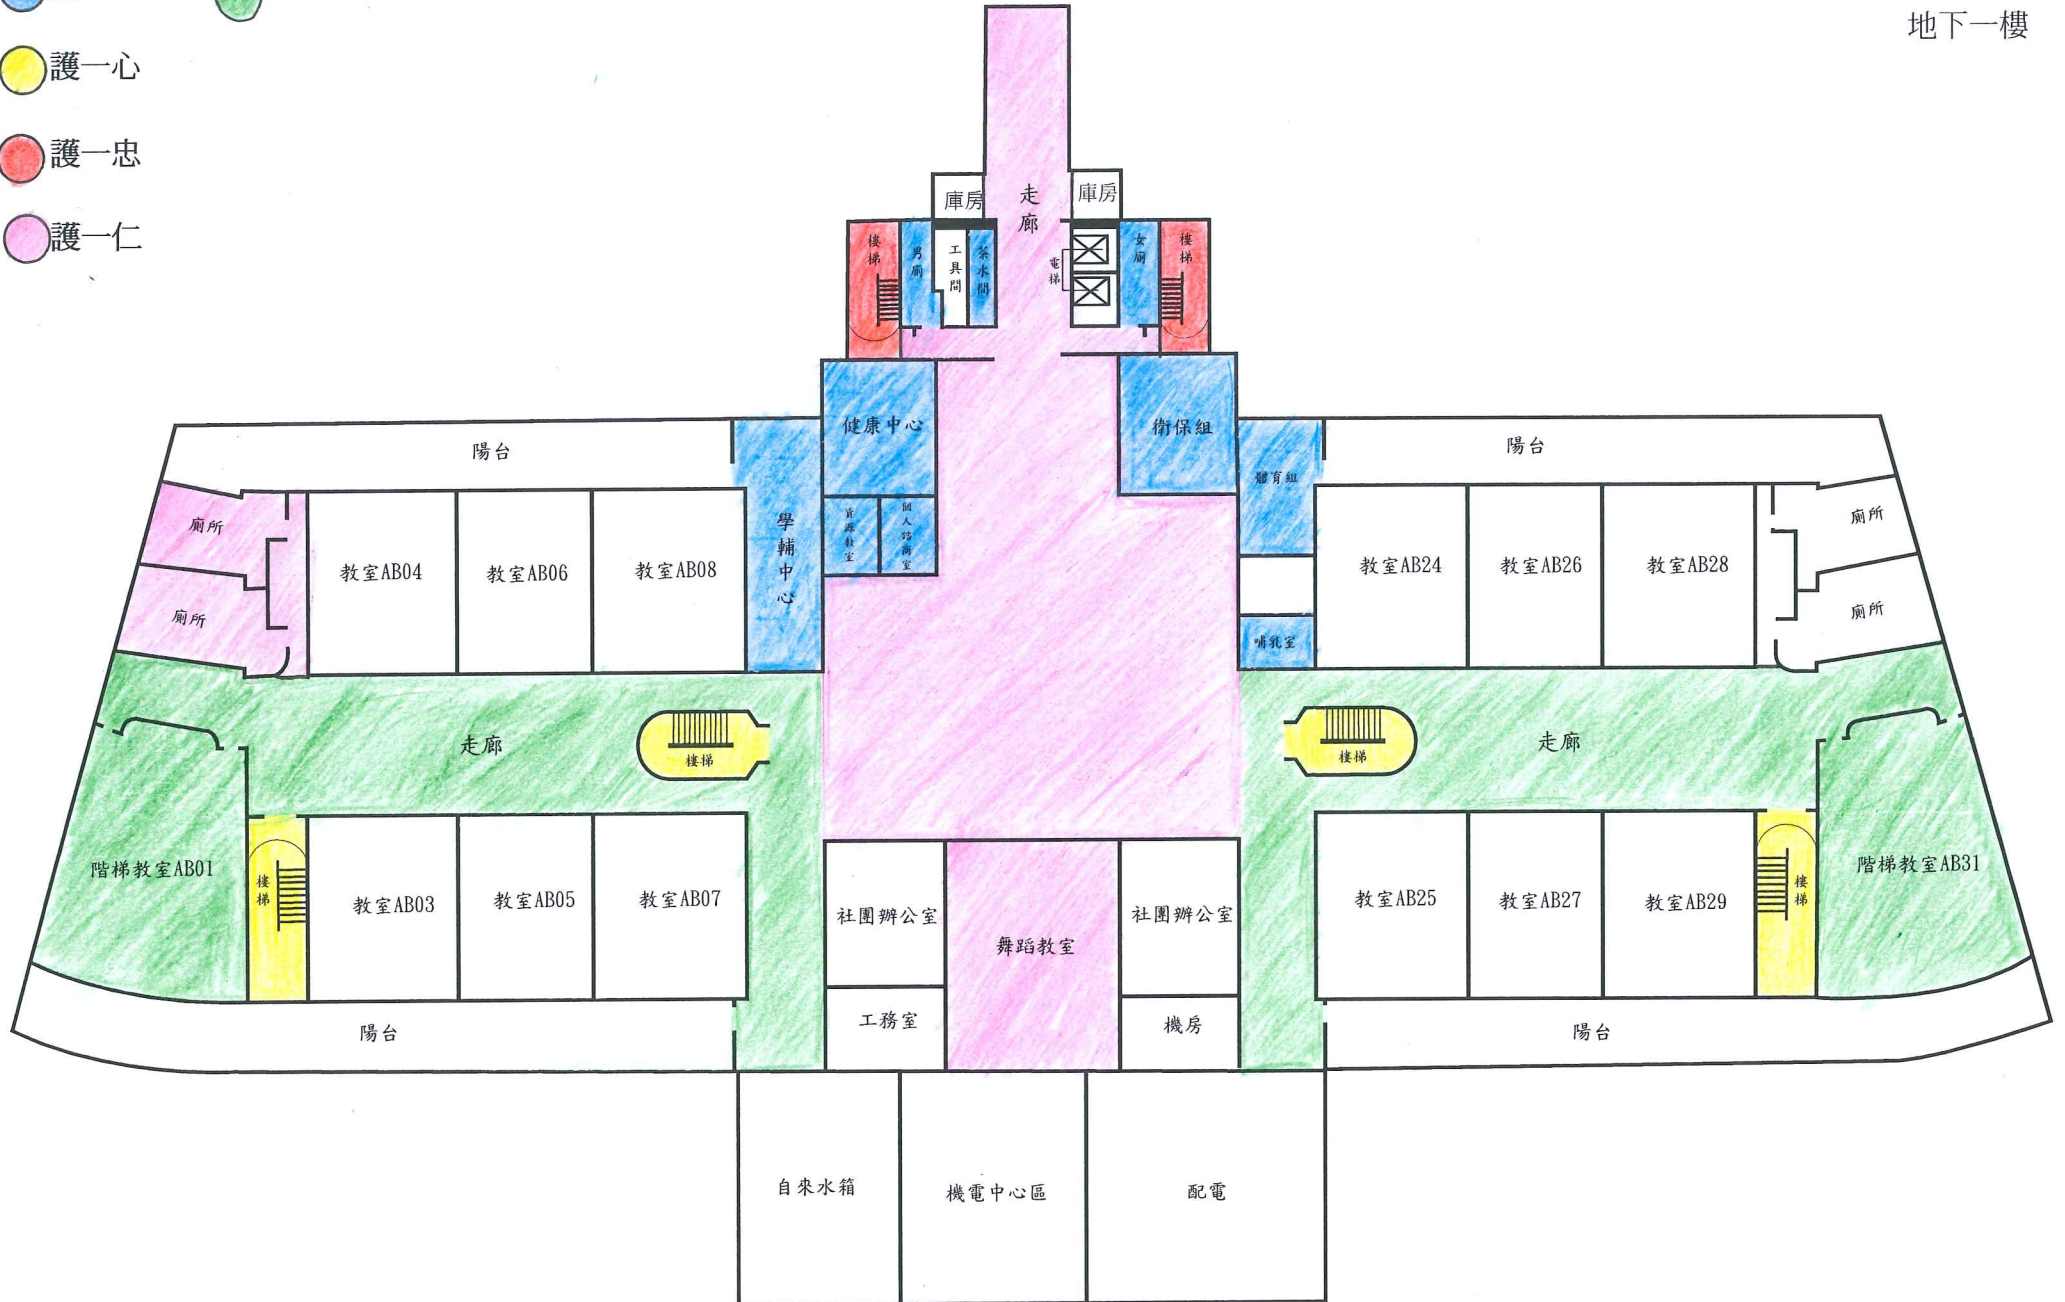 地下一樓
護一心
護一忠
護一仁
走廊
庫房
庫房
樓梯
男廁
工具間
茶水間
電梯
女廁
樓梯
健康中心
衛保組
陽台
陽台
廁所
廁所
教室AB04
教室AB06
教室AB08
學輔中心
資源教室
個人諮商室
體育組
哺乳室
教室AB24
教室AB26
教室AB28
廁所
廁所
走廊
樓梯
樓梯
走廊
階梯教室AB01
樓梯
教室AB03
教室AB05
教室AB07
社團辦公室
舞蹈教室
社團辦公室
教室AB25
教室AB27
教室AB29
樓梯
階梯教室AB31
陽台
工務室
機房
陽台
自來水箱
機電中心區
配電